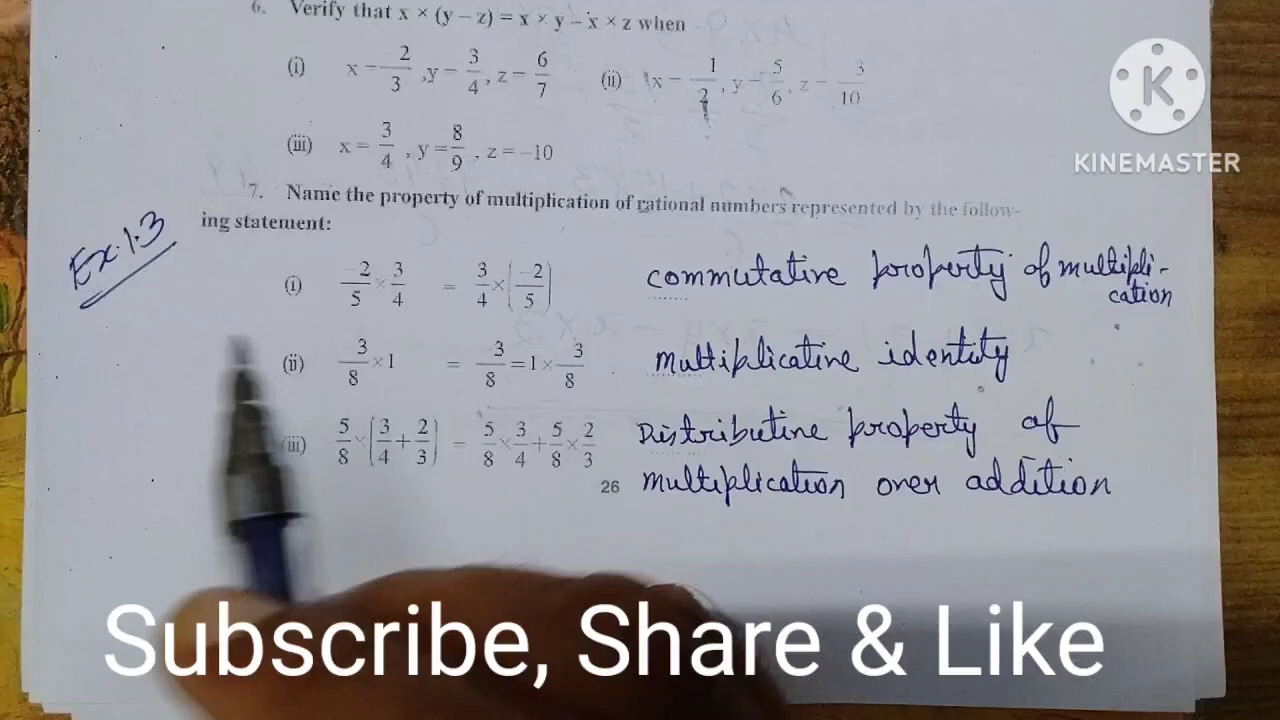 6. Verify that x × (y – z) = x × y – x × z when
(i) x – 2/3 , y – 3/4 , z = 6/7 (ii) x – 1/2 , y – 5/6 , z – 3/10
(iii) x = 3/4 , y = 8/9 , z = –10
7. Name the property of multiplication of rational numbers represented by the follow-
ing statement:
Ex. 1.3
(i) –2/5 × 3/4 = 3/4 × (–2/5) commutative property of multipli-
cation
(ii) 3/8 × 1 = 3/8 = 1 × 3/8 Multiplicative identity
(iii) 5/8 × (3/4 + 2/3) = 5/8 × 3/4 + 5/8 × 2/3 Distributive property of
26 multiplication over addition
K
KINEMASTER
Subscribe, Share & Like